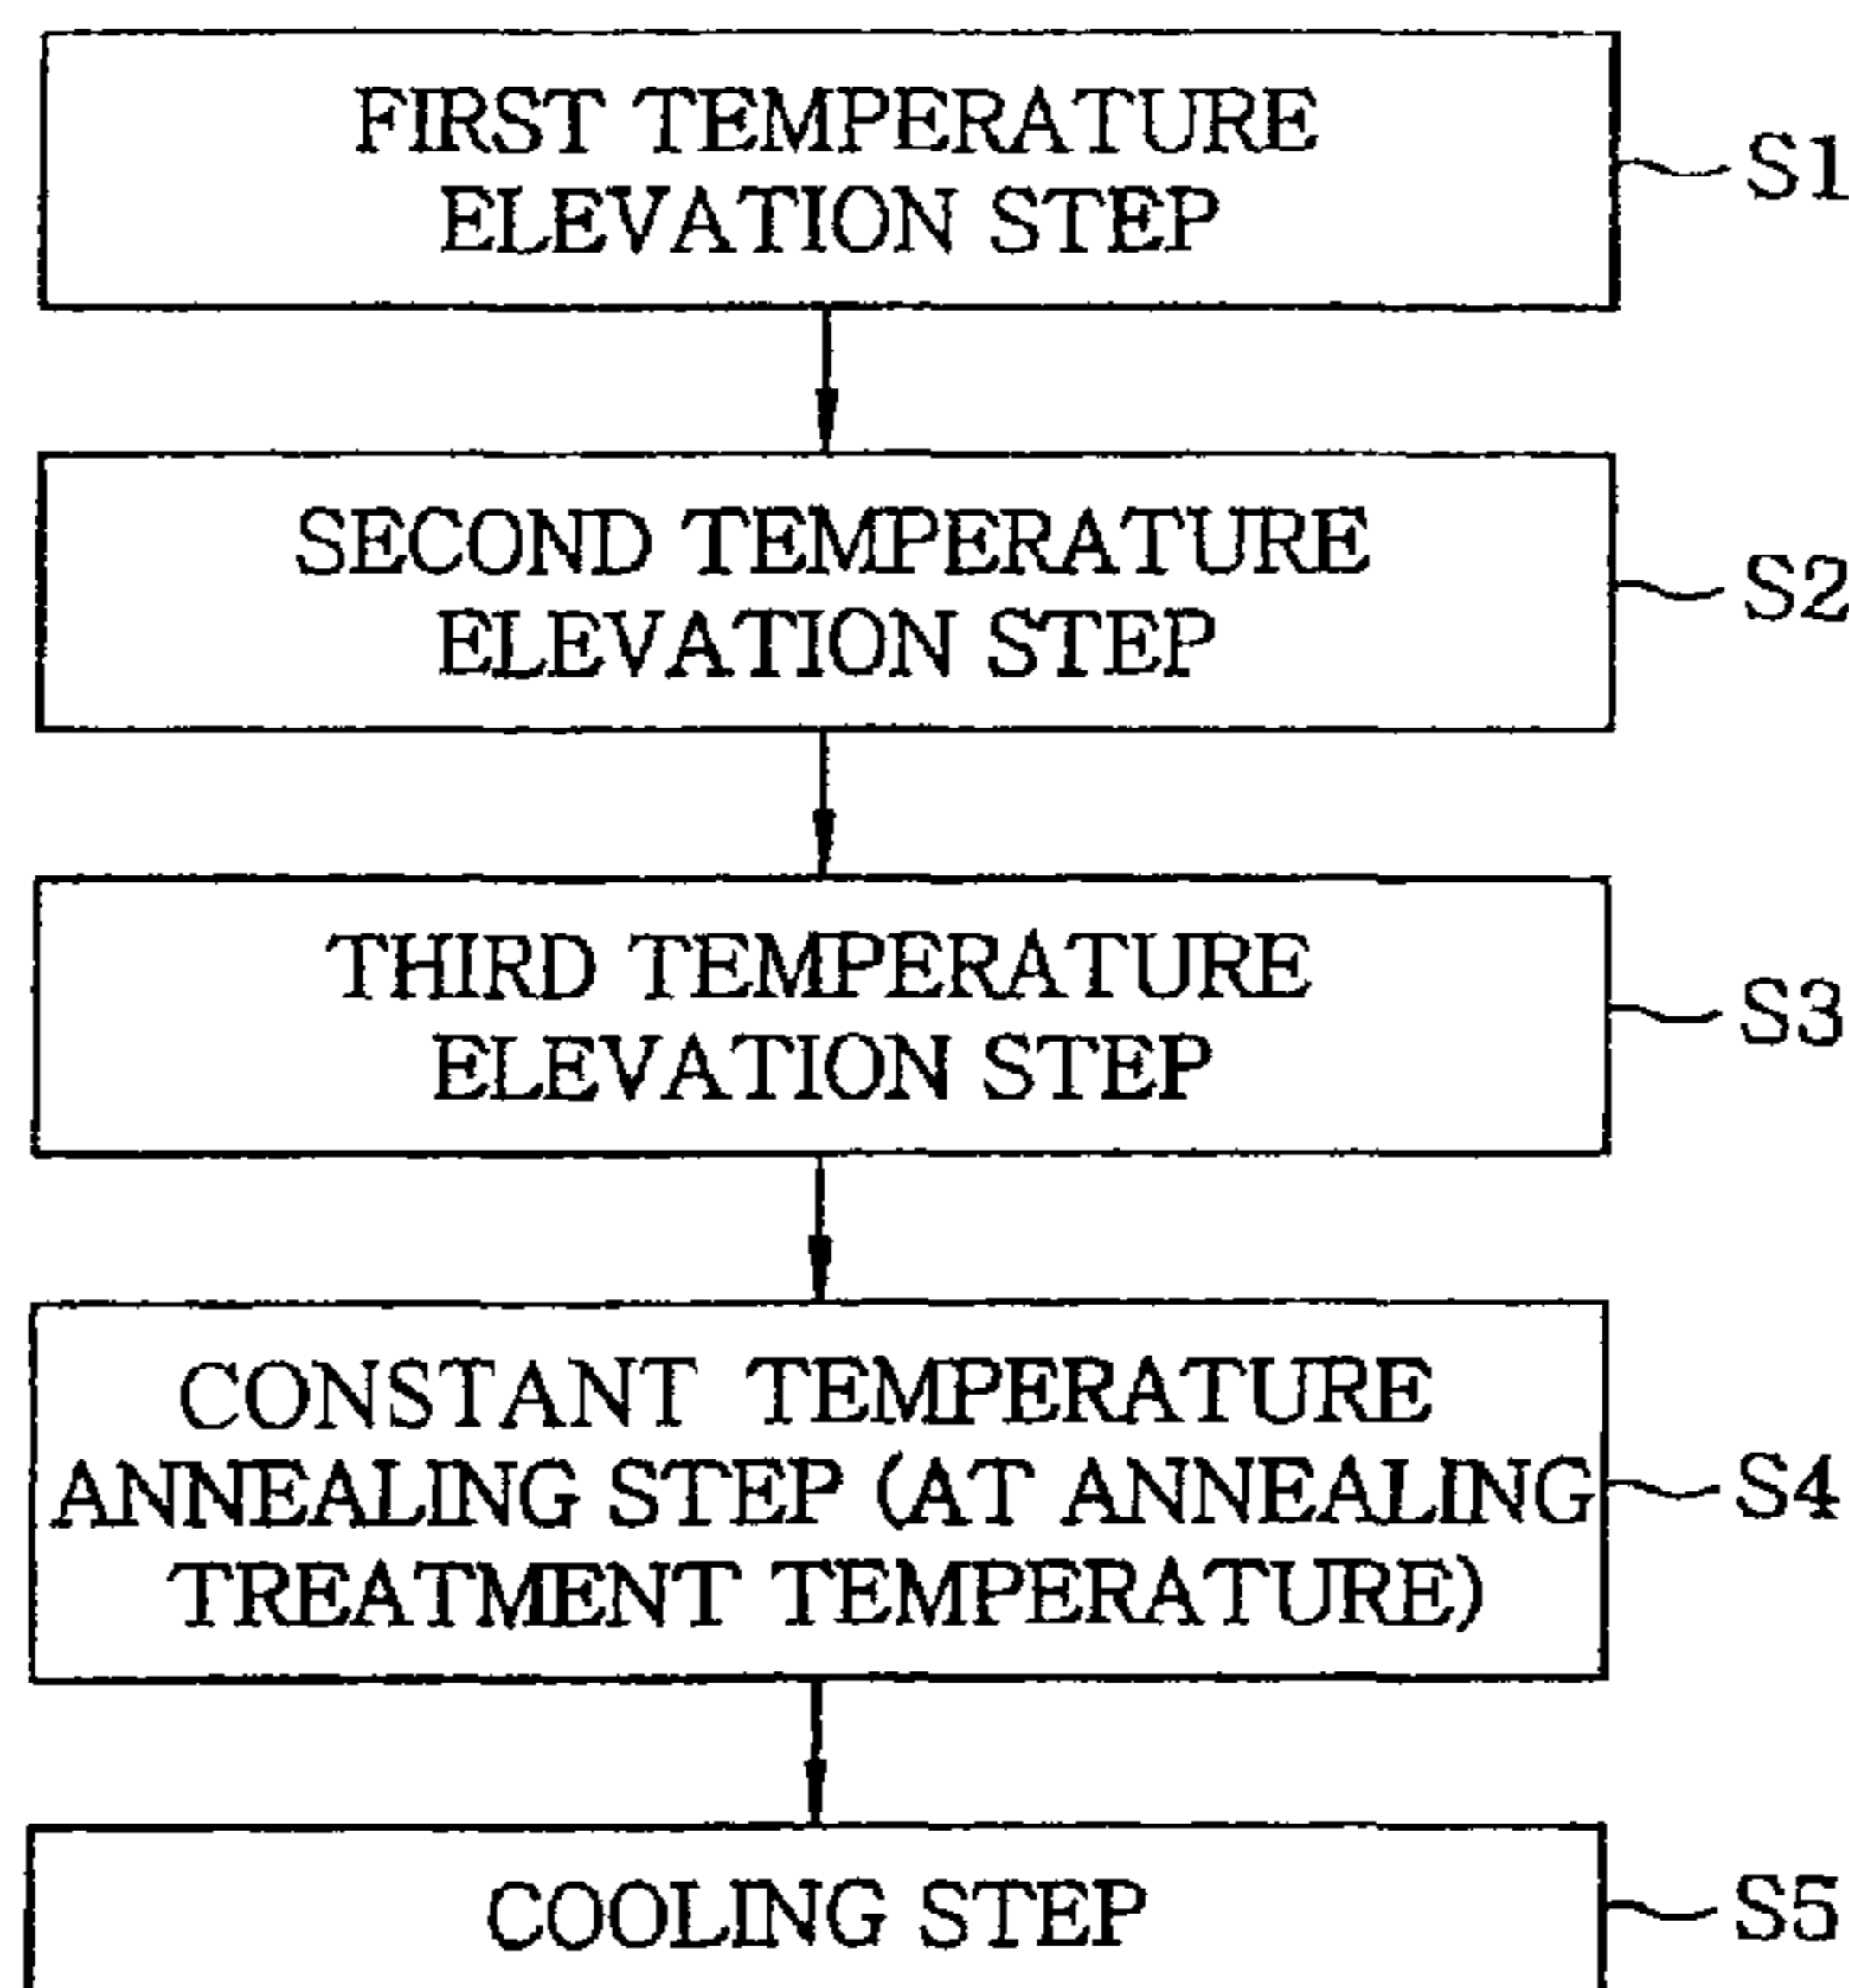 FIRST TEMPERATURE
ELEVATION STEP
S1
SECOND TEMPERATURE
ELEVATION STEP
S2
THIRD TEMPERATURE
ELEVATION STEP
S3
CONSTANT TEMPERATURE
ANNEALING STEP (AT ANNEALING
TREATMENT TEMPERATURE)
S4
COOLING STEP
S5